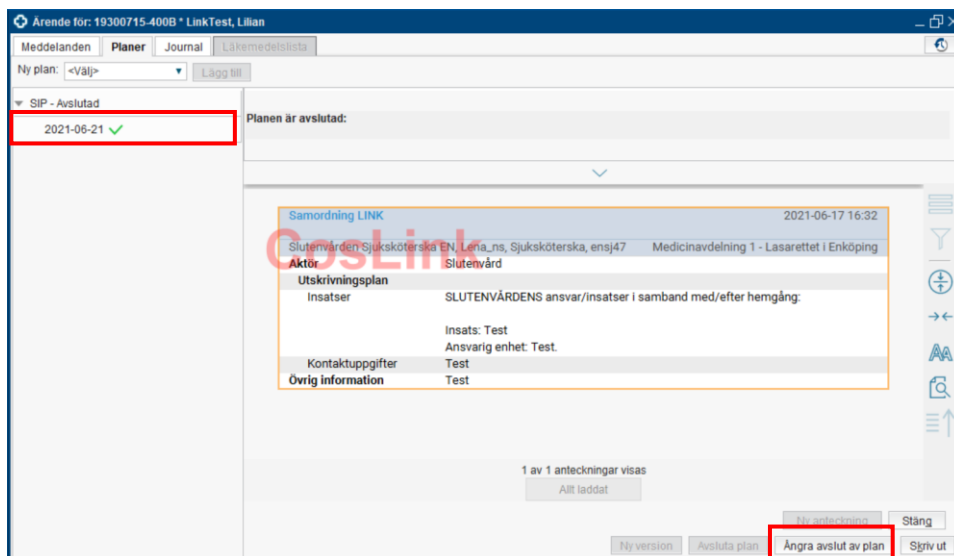 Ärende för: 19300715-400B * LinkTest, Lilian
Meddelanden Planer Journal Läkemedelslista
Ny plan: <Välj> Lägg till
SIP - Avslutad
2021-06-21
Planen är avslutad:
Samordning LINK 2021-06-17 16:32
CosLink
Slutenvården Sjuksköterska EN, Lena_ns, Sjuksköterska, ensj47 Medicinavdelning 1 - Lasarettet i Enköping
Aktör Slutenvård
Utskrivningsplan
Insatser SLUTENVÅRDENS ansvar/insatser i samband med/efter hemgång:
Insats: Test
Ansvarig enhet: Test.
Kontaktuppgifter Test
Övrig information Test
1 av 1 anteckningar visas
Allt laddat
Ny anteckning Stäng
Ny version Avsluta plan Ångra avslut av plan Skriv ut